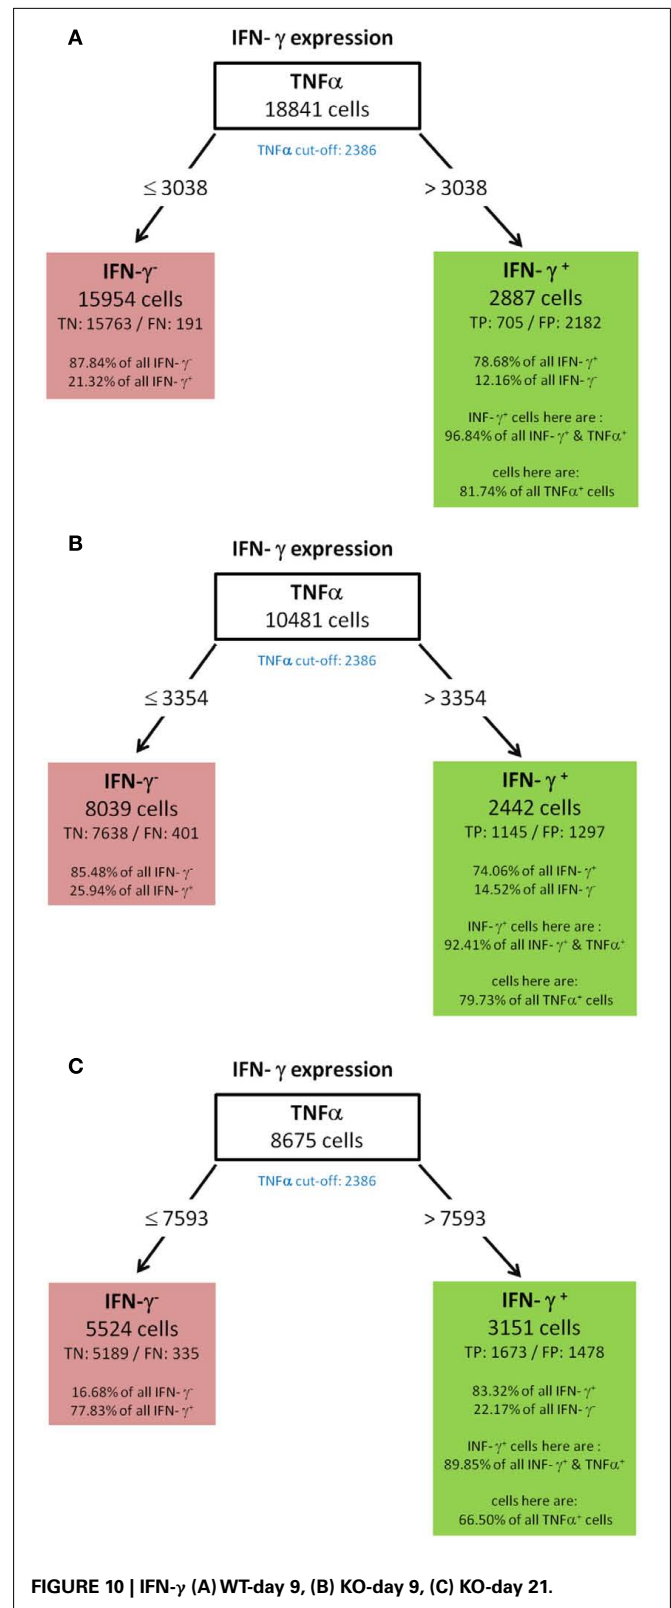 A
IFN- γ expression
TNFα
18841 cells
TNFα cut-off: 2386
≤ 3038
> 3038
IFN-γ⁻
15954 cells
TN: 15763 / FN: 191
87.84% of all IFN- γ⁻
21.32% of all IFN- γ⁺
IFN- γ⁺
2887 cells
TP: 705 / FP: 2182
78.68% of all IFN- γ⁺
12.16% of all IFN- γ⁻
INF- γ⁺ cells here are :
96.84% of all INF- γ⁺ & TNFα⁺
cells here are:
81.74% of all TNFα⁺ cells
B
IFN- γ expression
TNFα
10481 cells
TNFα cut-off: 2386
≤ 3354
> 3354
IFN-γ⁻
8039 cells
TN: 7638 / FN: 401
85.48% of all IFN- γ⁻
25.94% of all IFN- γ⁺
IFN- γ⁺
2442 cells
TP: 1145 / FP: 1297
74.06% of all IFN- γ⁺
14.52% of all IFN- γ⁻
INF- γ⁺ cells here are :
92.41% of all INF- γ⁺ & TNFα⁺
cells here are:
79.73% of all TNFα⁺ cells
C
IFN- γ expression
TNFα
8675 cells
TNFα cut-off: 2386
≤ 7593
> 7593
IFN-γ⁻
5524 cells
TN: 5189 / FN: 335
16.68% of all IFN- γ⁻
77.83% of all IFN- γ⁺
IFN- γ⁺
3151 cells
TP: 1673 / FP: 1478
83.32% of all IFN- γ⁺
22.17% of all IFN- γ⁻
INF- γ⁺ cells here are :
89.85% of all INF- γ⁺ & TNFα⁺
cells here are:
66.50% of all TNFα⁺ cells
FIGURE 10 | IFN-γ (A) WT-day 9, (B) KO-day 9, (C) KO-day 21.